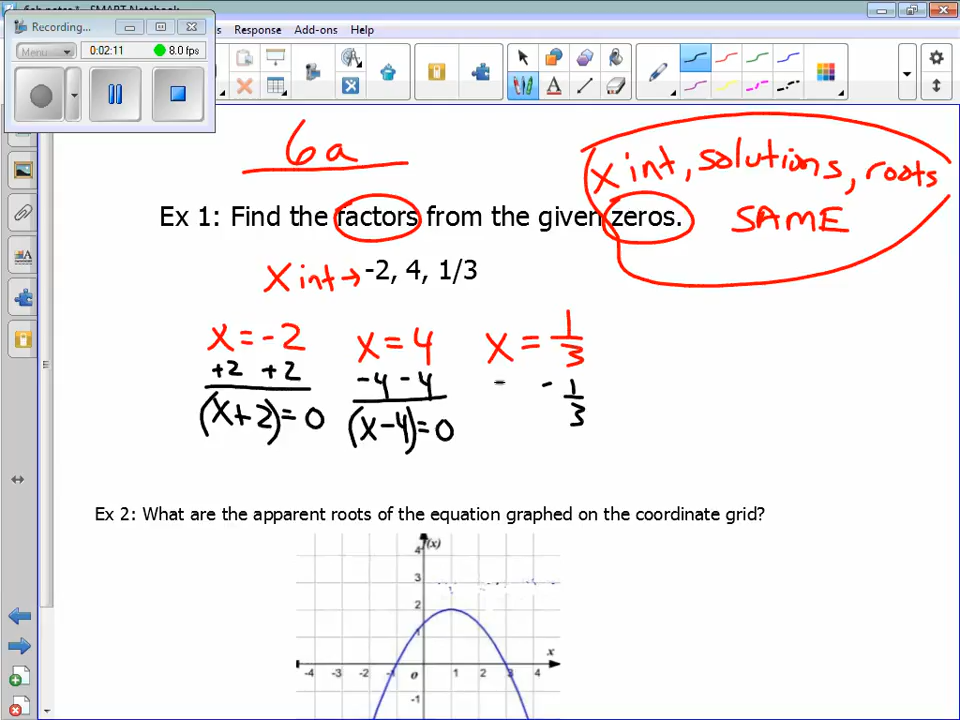 Recording...
Menu
0:02:11
8.0 fps
Response Add-ons Help
6a
x int, solutions, roots
SAME
Ex 1: Find the factors from the given zeros.
x int → -2, 4, 1/3
x = -2 x = 4 x = 1/3
+2 +2 -4 -4 - - 1/3
(x+2) = 0 (x-4) = 0
Ex 2: What are the apparent roots of the equation graphed on the coordinate grid?
4 f(x)
3
2
1
x
-4 -3 -2 -1 0 1 2 3 4
-1